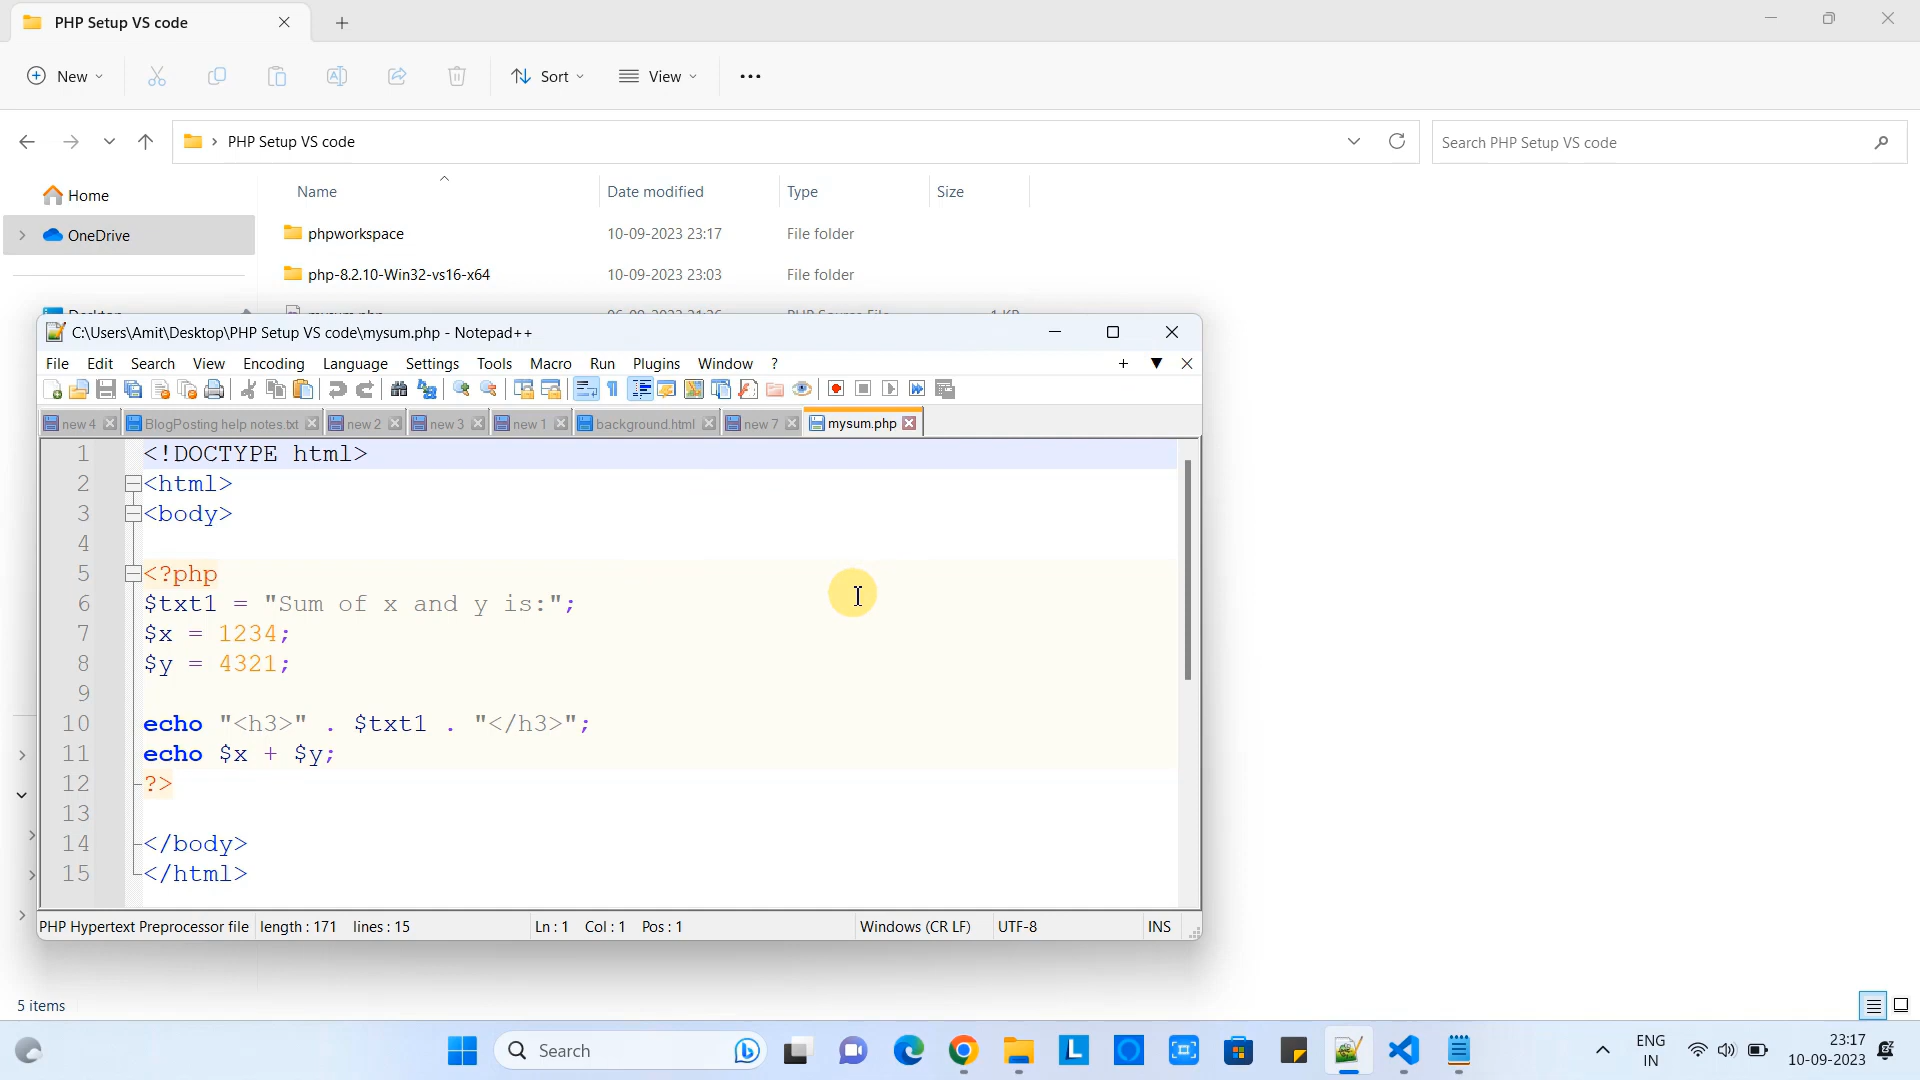 PHP Setup VS code
New
Sort
View
PHP Setup VS code
Search PHP Setup VS code
Home
OneDrive
Name
Date modified
Type
Size
phpworkspace
10-09-2023 23:17
File folder
php-8.2.10-Win32-vs16-x64
10-09-2023 23:03
File folder
C:\Users\Amit\Desktop\PHP Setup VS code\mysum.php - Notepad++
File Edit Search View Encoding Language Settings Tools Macro Run Plugins Window ?
new 4
BlogPosting help notes.txt
new 2
new 3
new 1
background.html
new 7
mysum.php
1 <!DOCTYPE html>
2 <html>
3 <body>
4
5 <?php
6 $txt1 = "Sum of x and y is:";
7 $x = 1234;
8 $y = 4321;
9
10 echo "<h3>" . $txt1 . "</h3>";
11 echo $x + $y;
12 ?>
13
14 </body>
15 </html>
PHP Hypertext Preprocessor file length : 171 lines : 15 Ln : 1 Col : 1 Pos : 1 Windows (CR LF) UTF-8 INS
5 items
Search
ENG
IN
23:17
10-09-2023